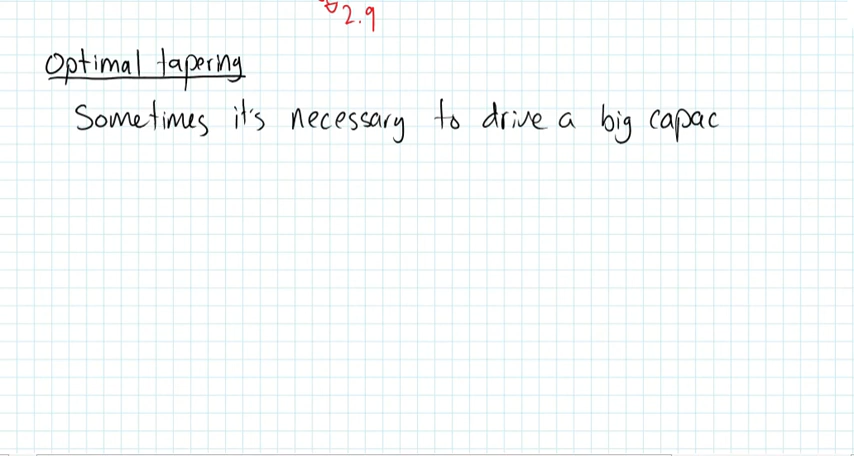 2.9
Optimal tapering
Sometimes it's necessary to drive a big capac